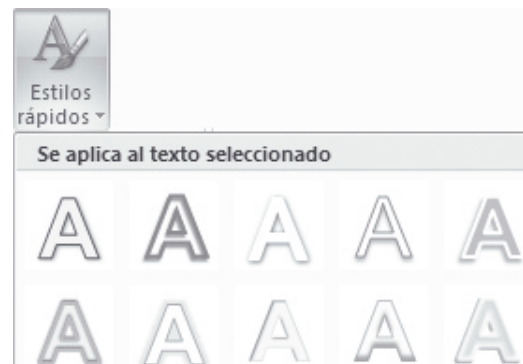 Estilos
rápidos
Se aplica al texto seleccionado
A A A A A
A A A A A